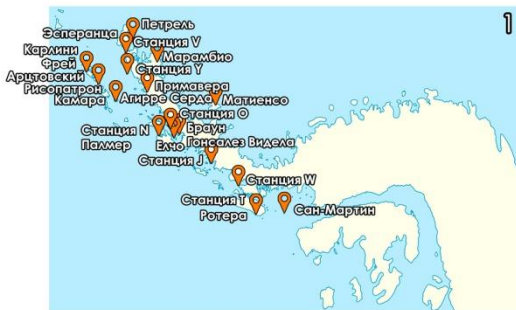 1
Петрель
Эсперанца
Станция V
Карлини
Марамбио
Фрей
Станция Y
Арцтовский
Примавера
Рисопатрон
Камара
Агирре Серда
Матиенсо
Станция O
Станция N
Браун
Палмер
Елчо
Гонсалез Видела
Станция J
Станция W
Станция T
Ротера
Сан-Мартин